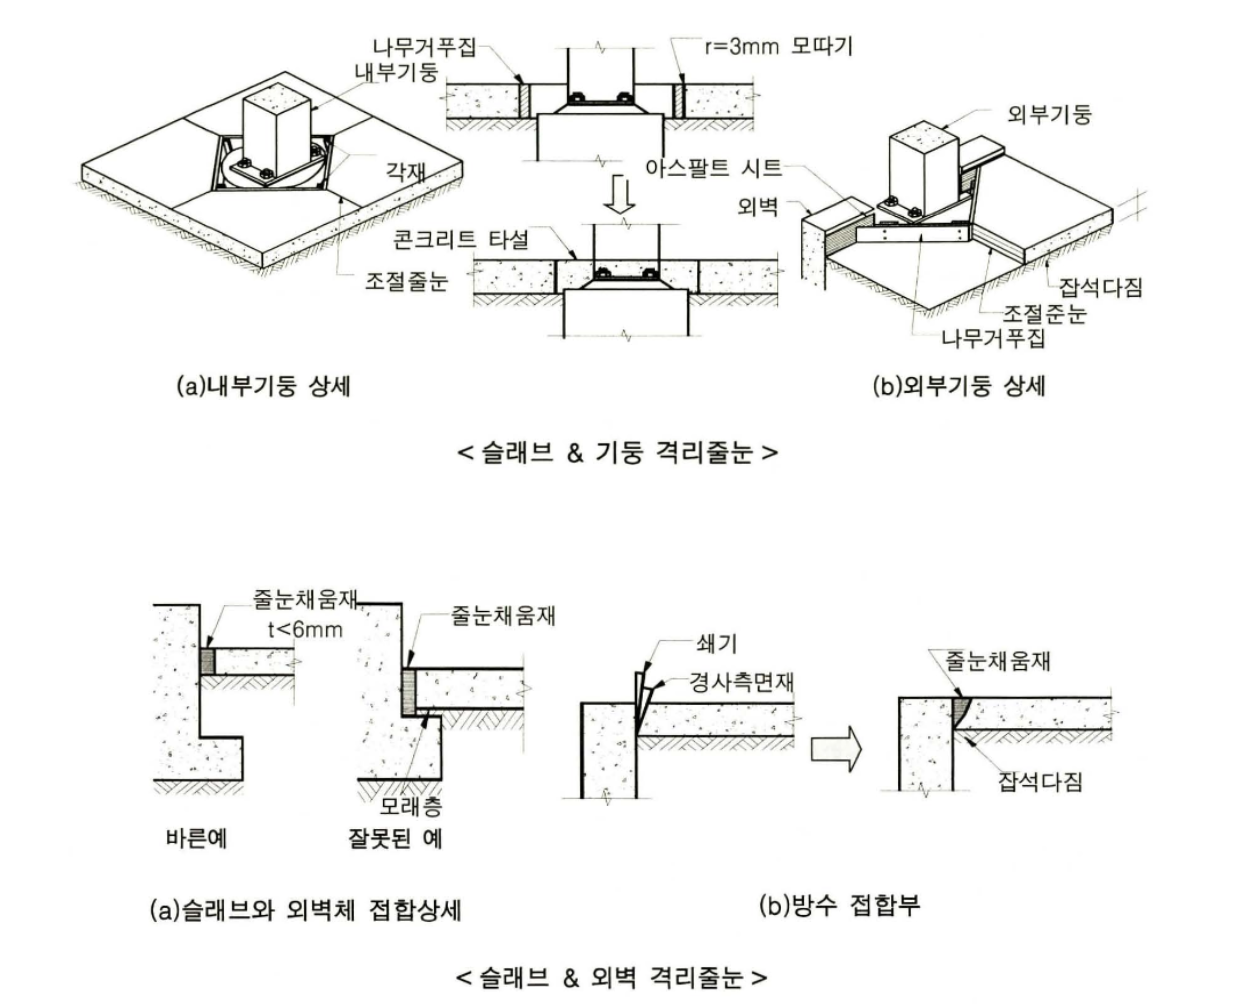 나무거푸집
r=3mm 모따기
내부기둥
각재
조절줄눈
콘크리트 타설
외부기둥
아스팔트 시트
외벽
잡석다짐
조절준눈
나무거푸집
(a)내부기둥 상세
(b)외부기둥 상세
< 슬래브 & 기둥 격리줄눈 >
줄눈채움재
t<6mm
줄눈채움재
모래층
바른예
잘못된 예
쇄기
경사측면재
줄눈채움재
잡석다짐
(a)슬래브와 외벽체 접합상세
(b)방수 접합부
< 슬래브 & 외벽 격리줄눈 >